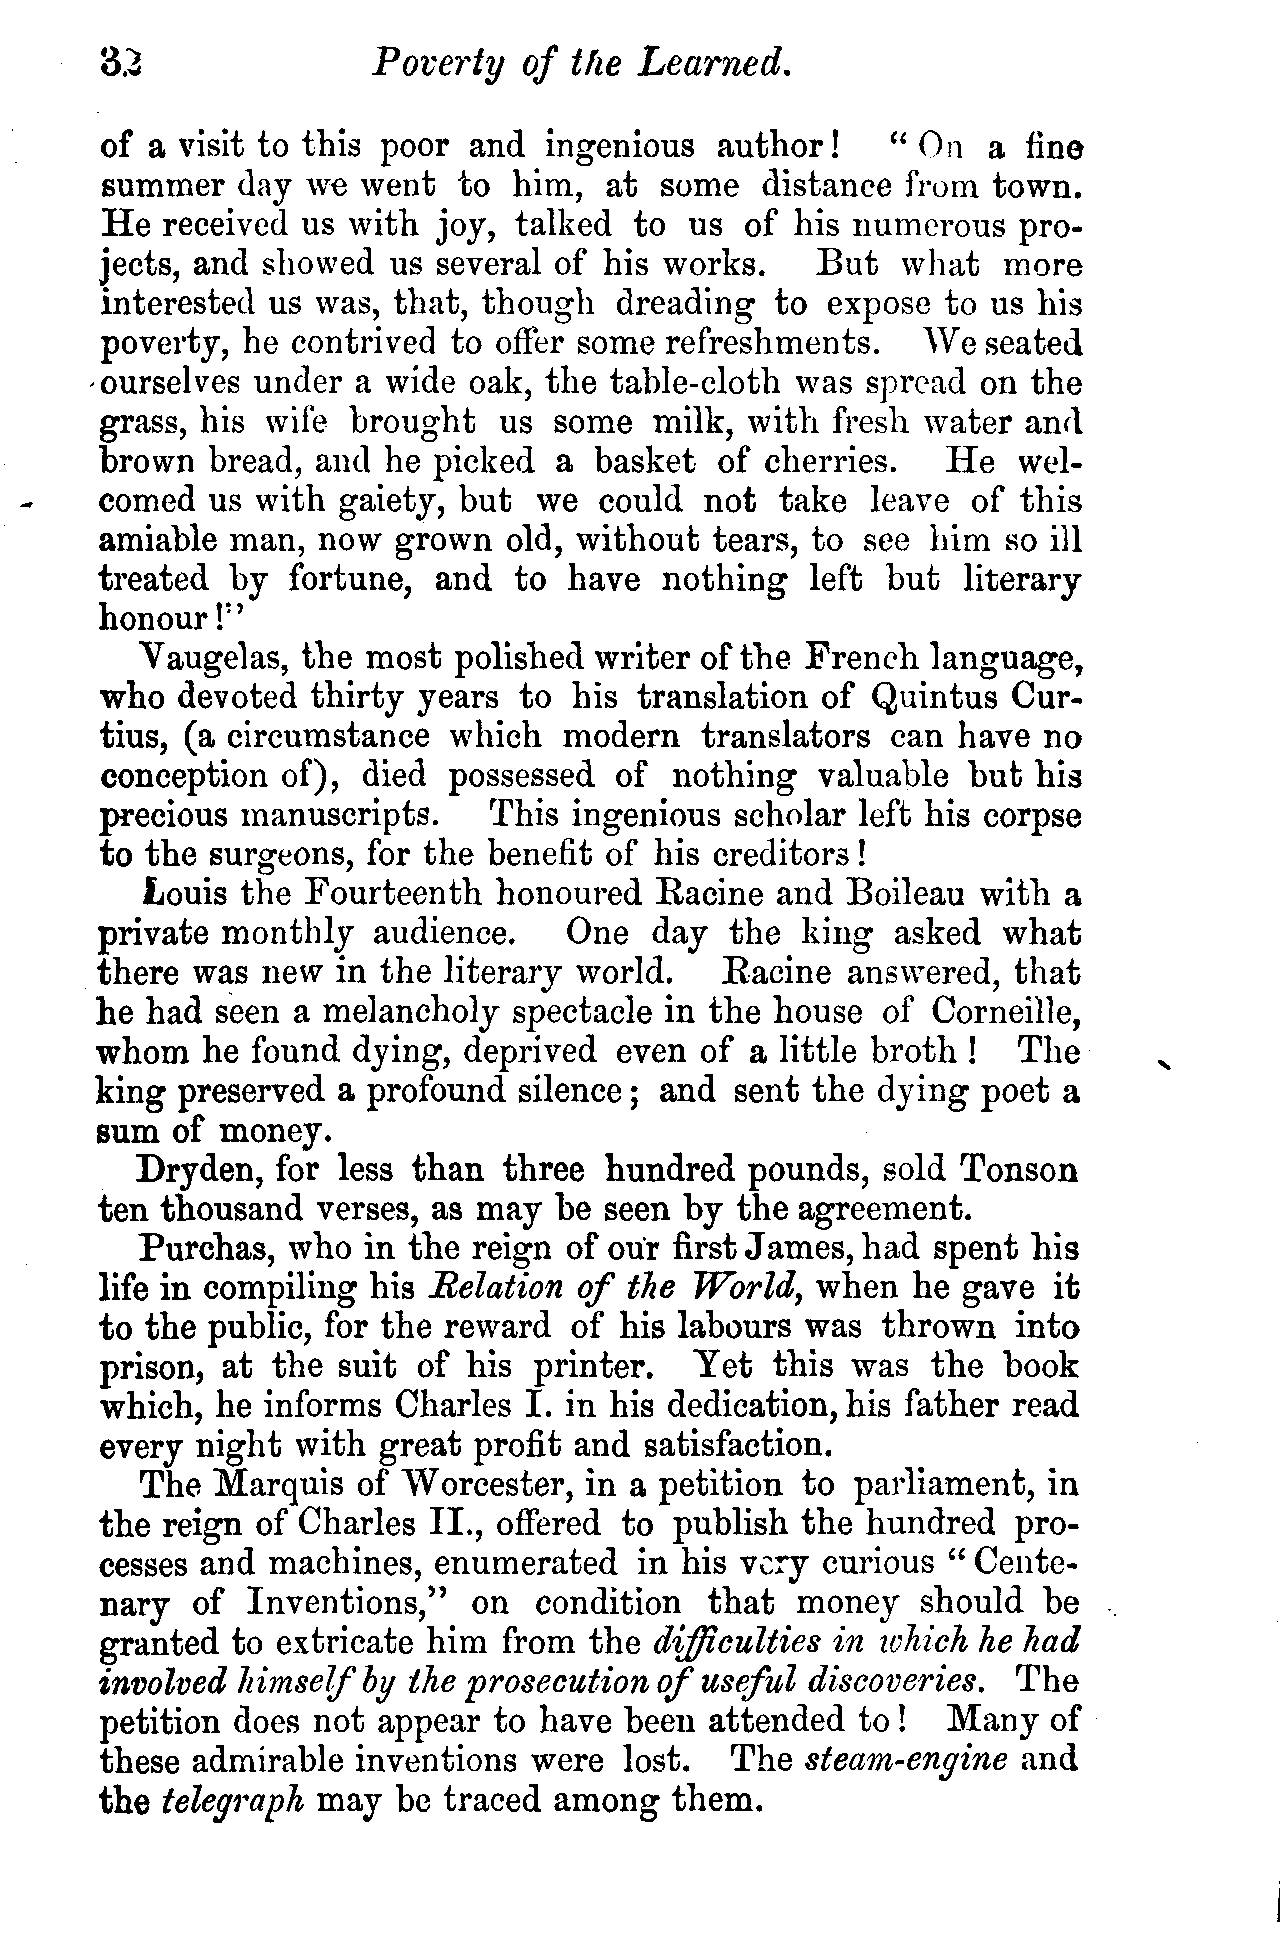 32 Poverty of the Learned.
of a visit to this poor and ingenious author! “ On a fine
summer day we went to him, at some distance from town.
He received us with joy, talked to us of his numerous pro-
jects, and showed us several of his works. But what more
interested us was, that, though dreading to expose to us his
poverty, he contrived to offer some refreshments. We seated
ourselves under a wide oak, the table-cloth was spread on the
grass, his wife brought us some milk, with fresh water and
brown bread, and he picked a basket of cherries. He wel-
comed us with gaiety, but we could not take leave of this
amiable man, now grown old, without tears, to see him so ill
treated by fortune, and to have nothing left but literary
honour!”
Vaugelas, the most polished writer of the French language,
who devoted thirty years to his translation of Quintus Cur-
tius, (a circumstance which modern translators can have no
conception of), died possessed of nothing valuable but his
precious manuscripts. This ingenious scholar left his corpse
to the surgeons, for the benefit of his creditors!
Louis the Fourteenth honoured Racine and Boileau with a
private monthly audience. One day the king asked what
there was new in the literary world. Racine answered, that
he had seen a melancholy spectacle in the house of Corneille,
whom he found dying, deprived even of a little broth! The
king preserved a profound silence; and sent the dying poet a
sum of money.
Dryden, for less than three hundred pounds, sold Tonson
ten thousand verses, as may be seen by the agreement.
Purchas, who in the reign of our first James, had spent his
life in compiling his Relation of the World, when he gave it
to the public, for the reward of his labours was thrown into
prison, at the suit of his printer. Yet this was the book
which, he informs Charles I. in his dedication, his father read
every night with great profit and satisfaction.
The Marquis of Worcester, in a petition to parliament, in
the reign of Charles II., offered to publish the hundred pro-
cesses and machines, enumerated in his very curious “ Cente-
nary of Inventions,” on condition that money should be
granted to extricate him from the difficulties in which he had
involved himself by the prosecution of useful discoveries. The
petition does not appear to have been attended to! Many of
these admirable inventions were lost. The steam-engine and
the telegraph may be traced among them.